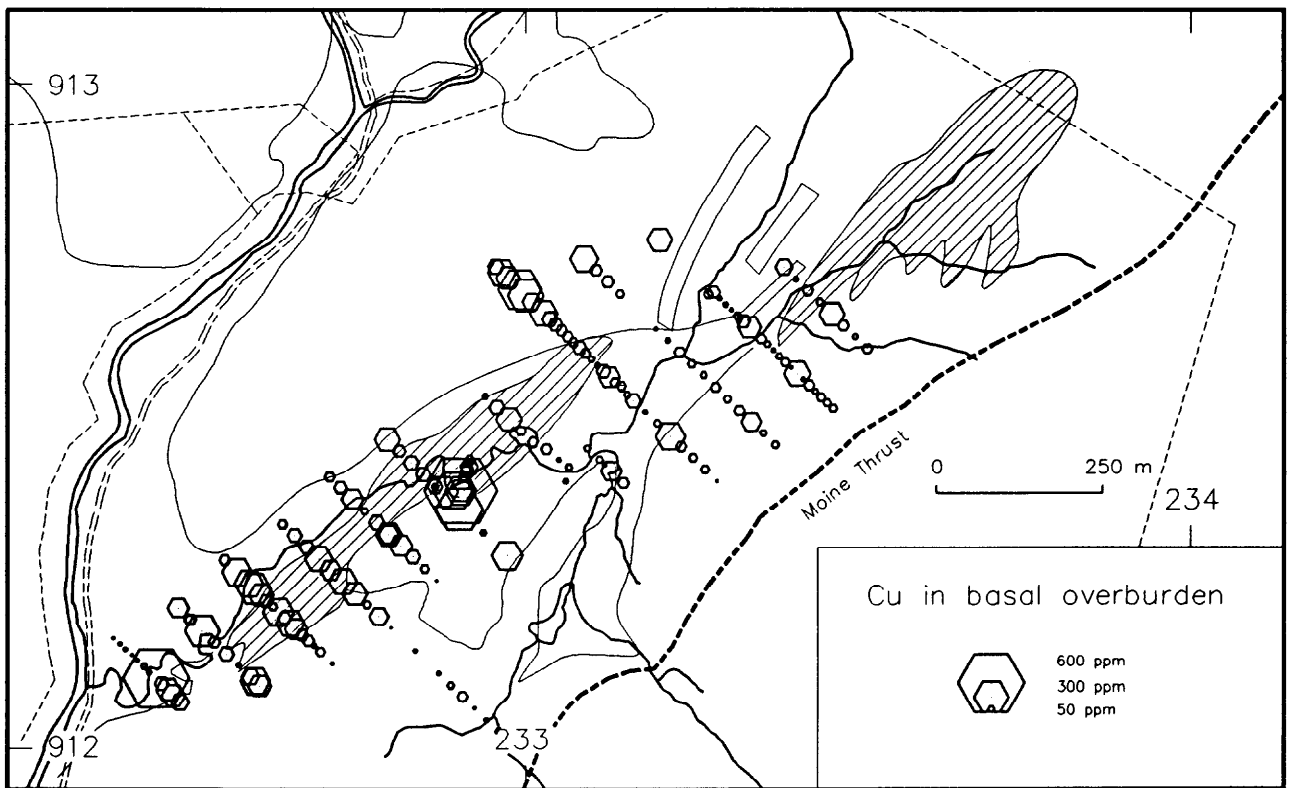 913
Moine Thrust
0 250 m
234
Cu in basal overburden
600 ppm
300 ppm
50 ppm
912
233